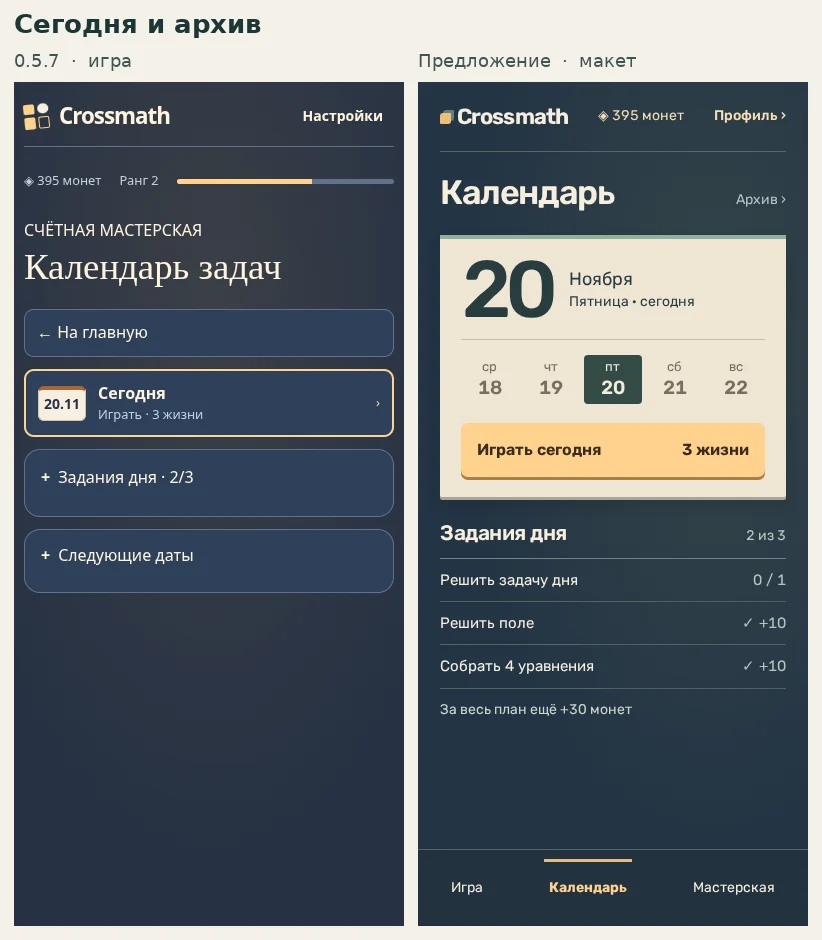 Сегодня и архив
0.5.7 · игра
Crossmath
Настройки
◈ 395 монет Ранг 2
СЧЁТНАЯ МАСТЕРСКАЯ
Календарь задач
← На главную
20.11
Сегодня
Играть · 3 жизни
›
+ Задания дня · 2/3
+ Следующие даты
Предложение · макет
Crossmath
◈ 395 монет
Профиль ›
Календарь
Архив ›
20
Ноября
Пятница • сегодня
ср чт пт сб вс
18 19 20 21 22
Играть сегодня 3 жизни
Задания дня 2 из 3
Решить задачу дня 0 / 1
Решить поле ✓ +10
Собрать 4 уравнения ✓ +10
За весь план ещё +30 монет
Игра Календарь Мастерская